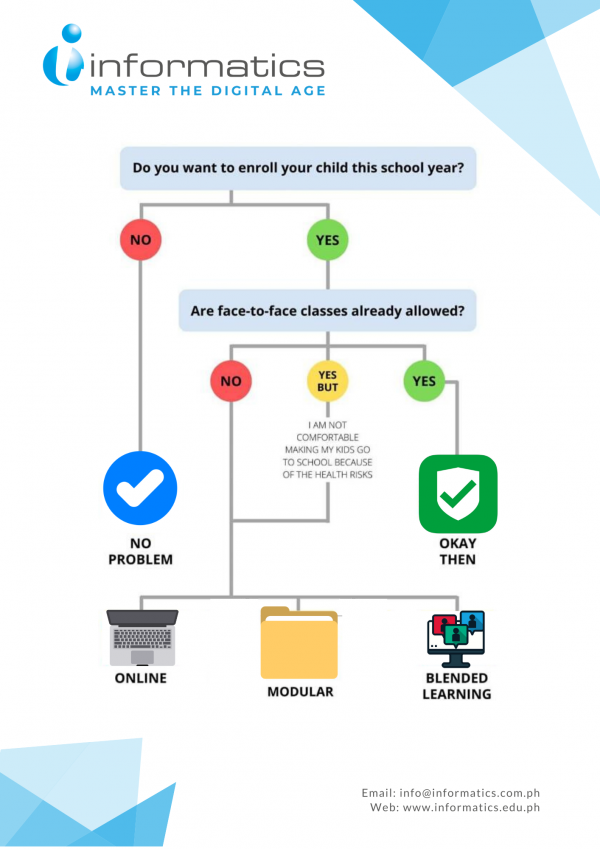 informatics
MASTER THE DIGITAL AGE
Do you want to enroll your child this school year?
NO
YES
Are face-to-face classes already allowed?
NO
YES
BUT
YES
I AM NOT
COMFORTABLE
MAKING MY KIDS GO
TO SCHOOL BECAUSE
OF THE HEALTH RISKS
NO
PROBLEM
OKAY
THEN
ONLINE
MODULAR
BLENDED
LEARNING
Email: info@informatics.com.ph
Web: www.informatics.edu.ph